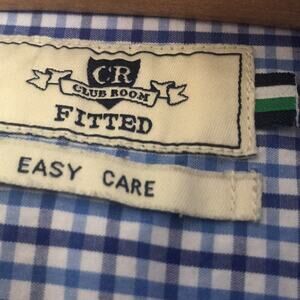 CR
CLUB ROOM
FITTED
EASY CARE